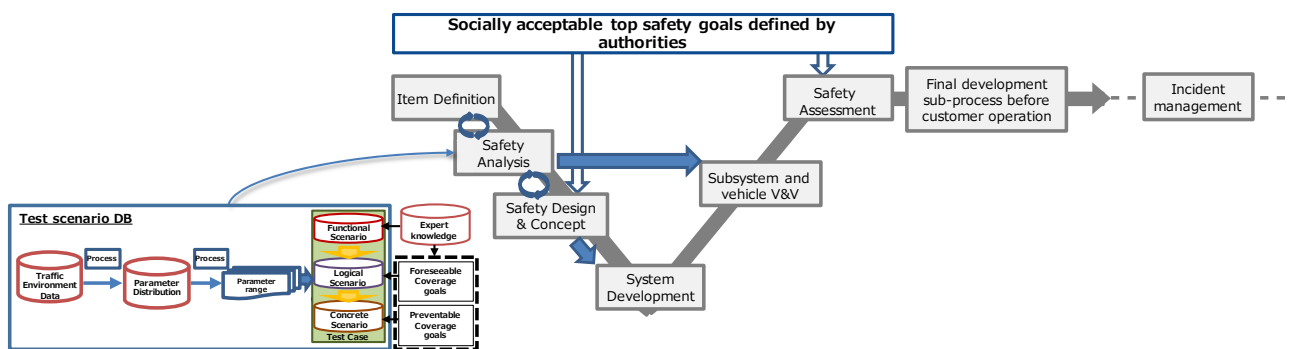 Socially acceptable top safety goals defined by
authorities
Item Definition
Safety
Analysis
Safety Design
& Concept
System
Development
Subsystem and
vehicle V&V
Safety
Assessment
Final development
sub-process before
customer operation
Incident
management
Test scenario DB
Traffic
Environment
Data
Process
Parameter
Distribution
Process
Parameter
range
Functional
Scenario
Logical
Scenario
Concrete
Scenario
Test Case
Expert
knowledge
Foreseeable
Coverage
goals
Preventable
Coverage
goals